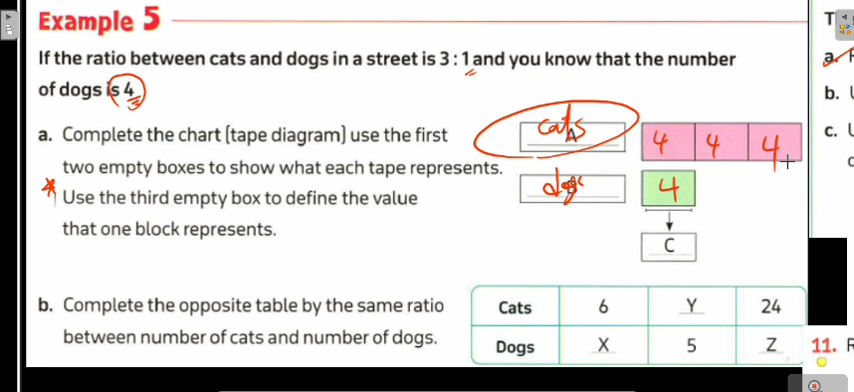 Example 5
If the ratio between cats and dogs in a street is 3 : 1 and you know that the number
of dogs is 4
a. Complete the chart (tape diagram) use the first
two empty boxes to show what each tape represents.
Use the third empty box to define the value
that one block represents.
cats
A
4 4 4
dogs
4
C
b. Complete the opposite table by the same ratio
between number of cats and number of dogs.
Cats 6 Y 24
Dogs X 5 Z
T
a.
b.
c.
11.